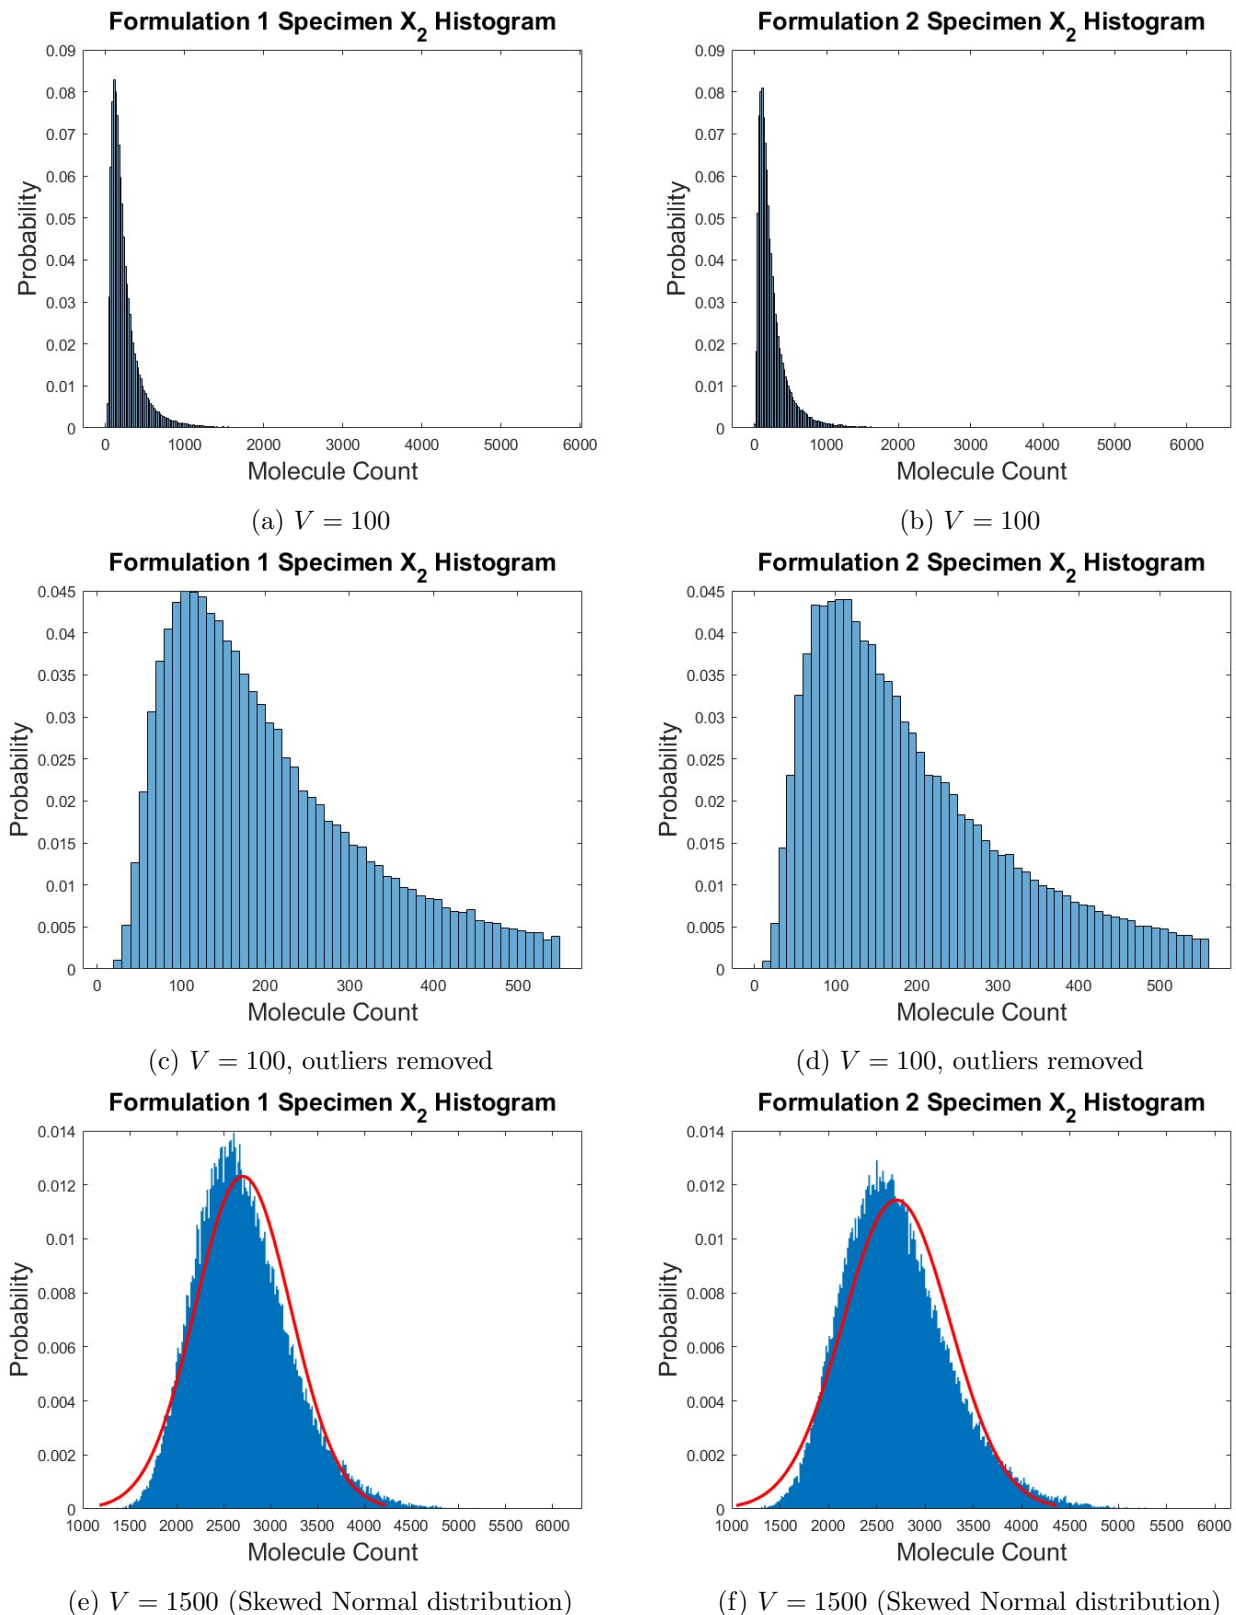 Formulation 1 Specimen X2 Histogram
Probability
0.09
0.08
0.07
0.06
0.05
0.04
0.03
0.02
0.01
0
0 1000 2000 3000 4000 5000 6000
Molecule Count
(a) V = 100
Formulation 2 Specimen X2 Histogram
Probability
0.09
0.08
0.07
0.06
0.05
0.04
0.03
0.02
0.01
0
0 1000 2000 3000 4000 5000 6000
Molecule Count
(b) V = 100
Formulation 1 Specimen X2 Histogram
Probability
0.045
0.04
0.035
0.03
0.025
0.02
0.015
0.01
0.005
0
0 100 200 300 400 500
Molecule Count
(c) V = 100, outliers removed
Formulation 2 Specimen X2 Histogram
Probability
0.045
0.04
0.035
0.03
0.025
0.02
0.015
0.01
0.005
0
0 100 200 300 400 500
Molecule Count
(d) V = 100, outliers removed
Formulation 1 Specimen X2 Histogram
Probability
0.014
0.012
0.01
0.008
0.006
0.004
0.002
0
1000 1500 2000 2500 3000 3500 4000 4500 5000 5500 6000
Molecule Count
(e) V = 1500 (Skewed Normal distribution)
Formulation 2 Specimen X2 Histogram
Probability
0.014
0.012
0.01
0.008
0.006
0.004
0.002
0
1000 1500 2000 2500 3000 3500 4000 4500 5000 5500 6000
Molecule Count
(f) V = 1500 (Skewed Normal distribution)